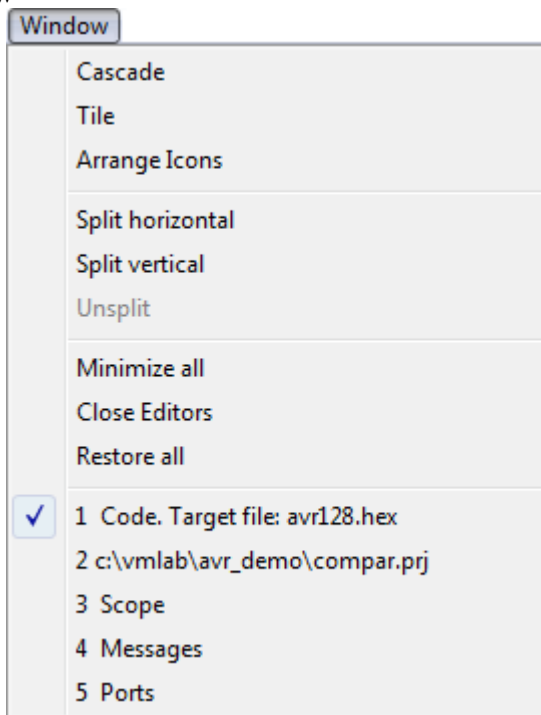 Window
Cascade
Tile
Arrange Icons
Split horizontal
Split vertical
Unsplit
Minimize all
Close Editors
Restore all
1 Code. Target file: avr128.hex
2 c:\vmlab\avr_demo\compar.prj
3 Scope
4 Messages
5 Ports